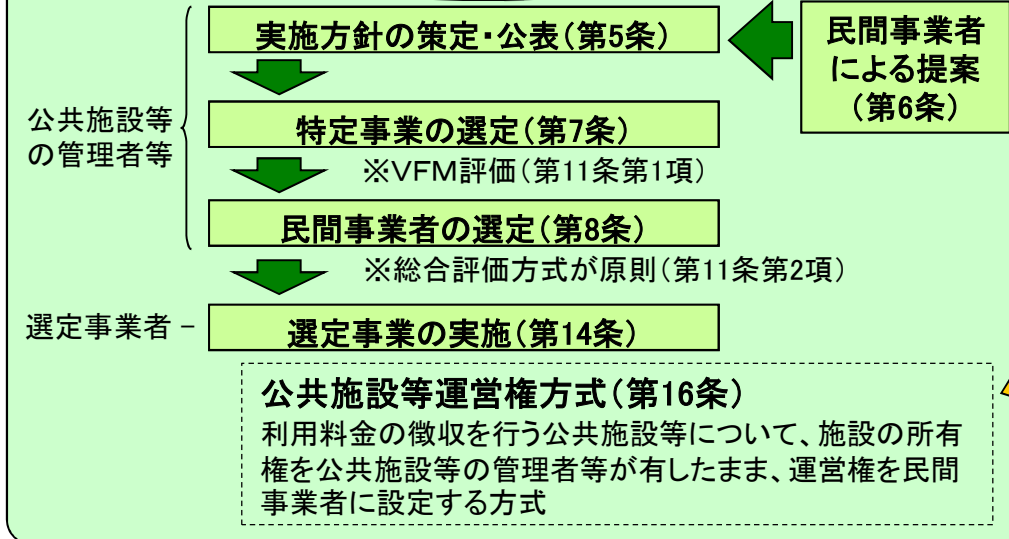 実施方針の策定・公表(第5条)
民間事業者
による提案
(第6条)
公共施設等
の管理者等
特定事業の選定(第7条)
※VFM評価(第11条第1項)
民間事業者の選定(第8条)
※総合評価方式が原則(第11条第2項)
選定事業者 -
選定事業の実施(第14条)
公共施設等運営権方式(第16条)
利用料金の徴収を行う公共施設等について、施設の所有
権を公共施設等の管理者等が有したまま、運営権を民間
事業者に設定する方式